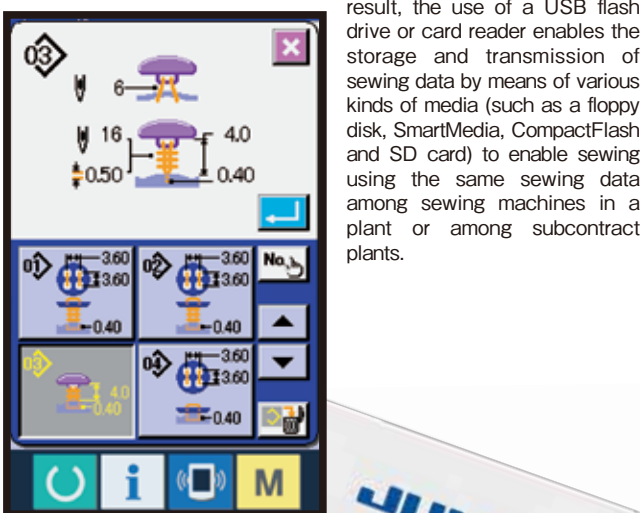 result, the use of a USB flash
drive or card reader enables the
storage and transmission of
sewing data by means of various
kinds of media (such as a floppy
disk, SmartMedia, CompactFlash
and SD card) to enable sewing
using the same sewing data
among sewing machines in a
plant or among subcontract
plants.
03
6
16
4.0
0.50
0.40
01
3.60
3.60
0.40
02
3.60
3.60
0.40
No.
03
4.0
0.40
04
3.60
3.60
0.40
i
M